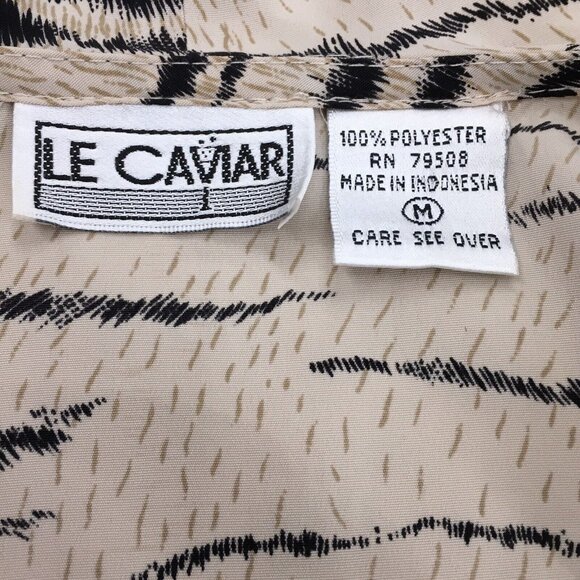 LE CAVIAR
100% POLYESTER
RN 79508
MADE IN INDONESIA
M
CARE SEE OVER